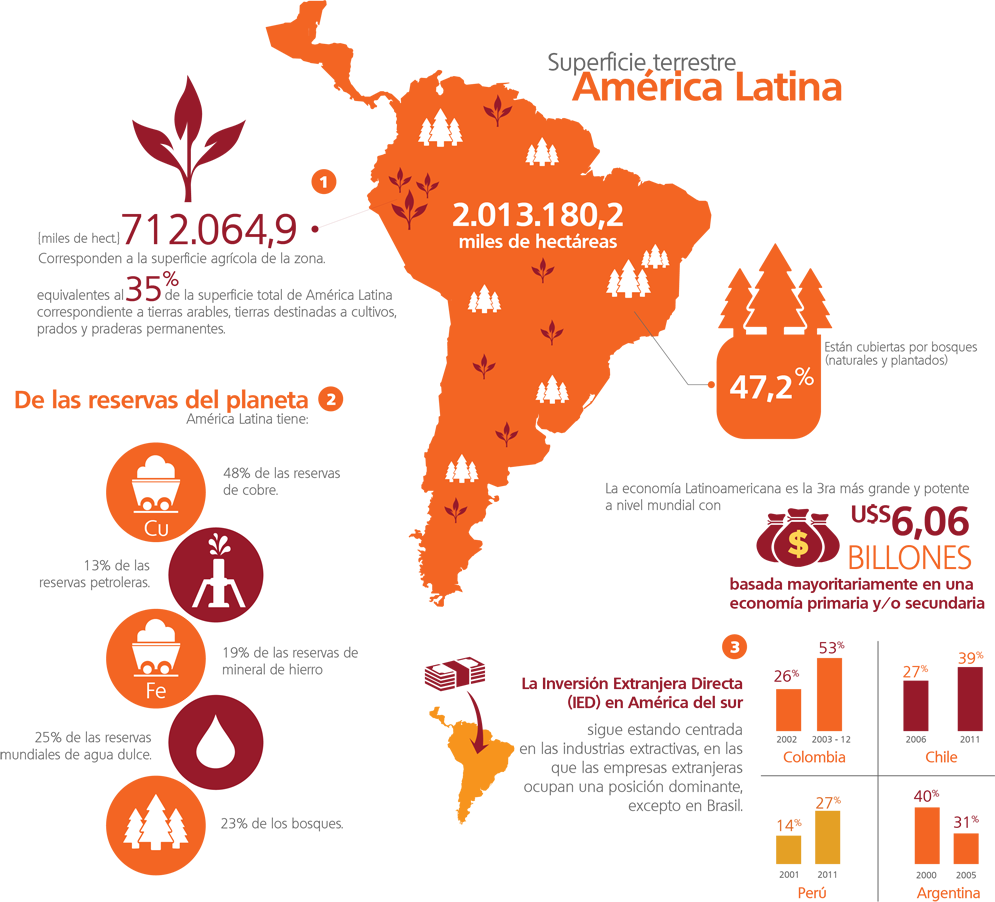 Superficie terrestre
América Latina
1
[miles de hect.] 712.064,9
Corresponden a la superficie agrícola de la zona.
equivalentes al 35% de la superficie total de América Latina
correspondiente a tierras arables, tierras destinadas a cultivos,
prados y praderas permanentes.
2.013.180,2
miles de hectáreas
47,2%
Están cubiertas por bosques
(naturales y plantados)
De las reservas del planeta 2
América Latina tiene:
Cu
48% de las reservas
de cobre.
13% de las
reservas petroleras.
Fe
19% de las reservas de
mineral de hierro
25% de las reservas
mundiales de agua dulce.
23% de los bosques.
La economía Latinoamericana es la 3ra más grande y potente
a nivel mundial con
$
U$S6,06
BILLONES
basada mayoritariamente en una
economía primaria y/o secundaria
3
La Inversión Extranjera Directa
(IED) en América del sur
sigue estando centrada
en las industrias extractivas, en las
que las empresas extranjeras
ocupan una posición dominante,
excepto en Brasil.
26% 53%
2002 2003 - 12
Colombia
27% 39%
2006 2011
Chile
14% 27%
2001 2011
Perú
40% 31%
2000 2005
Argentina